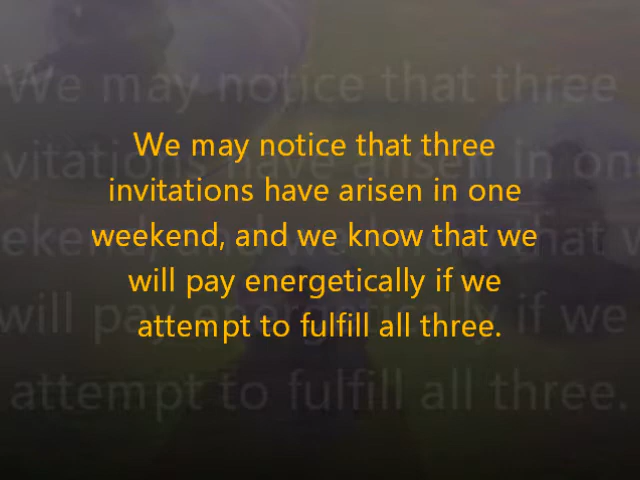 We may notice that three
invitations have arisen in one
weekend, and we know that we
will pay energetically if we
attempt to fulfill all three.